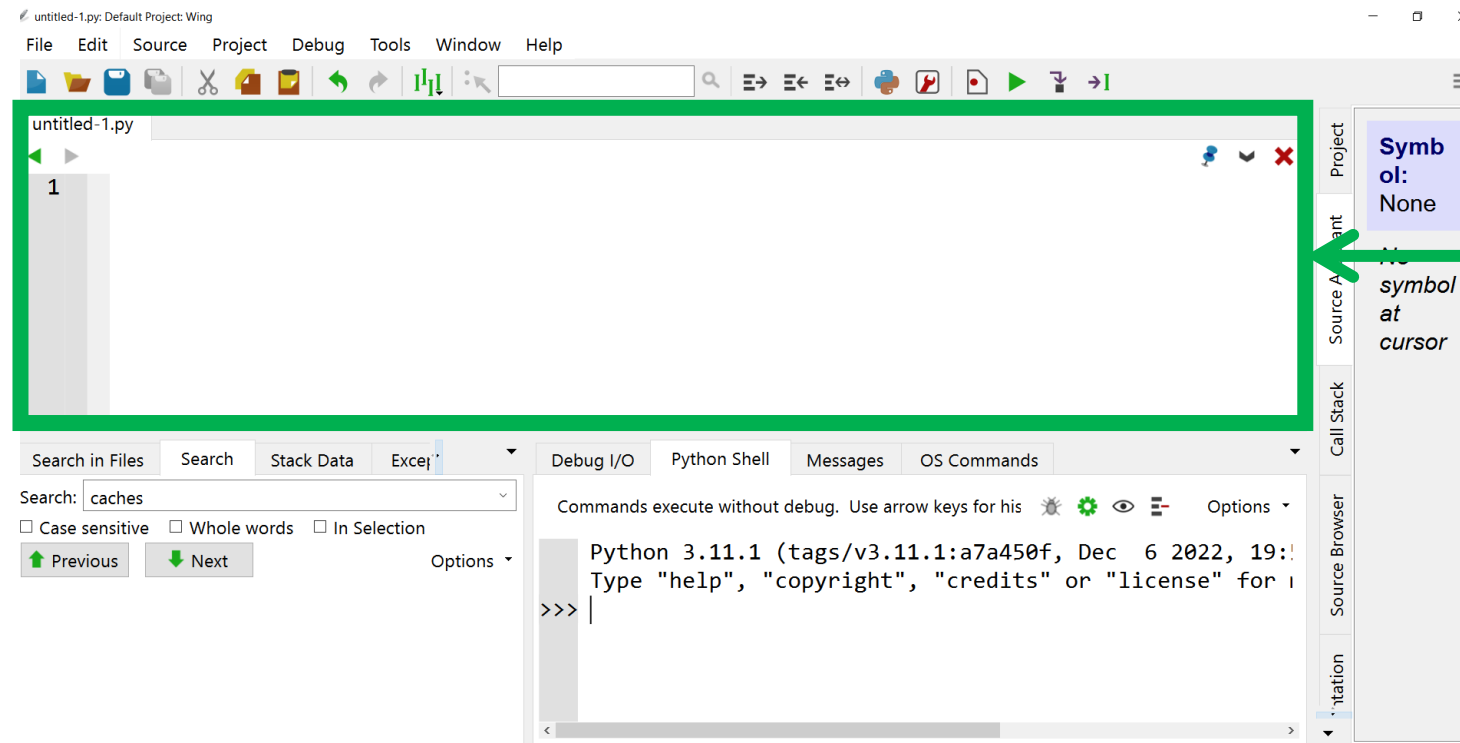 untitled-1.py: Default Project: Wing
File Edit Source Project Debug Tools Window Help
untitled-1.py
1
Project
Source
Call Stack
Source Browser
Symb
ol:
None
No
symbol
at
cursor
Search in Files Search Stack Data
Search: caches
Case sensitive Whole words In Selection
Previous Next Options
Debug I/O Python Shell Messages OS Commands
Commands execute without debug. Use arrow keys for his Options
Python 3.11.1 (tags/v3.11.1:a7a450f, Dec 6 2022, 19:
Type "help", "copyright", "credits" or "license" for
>>>